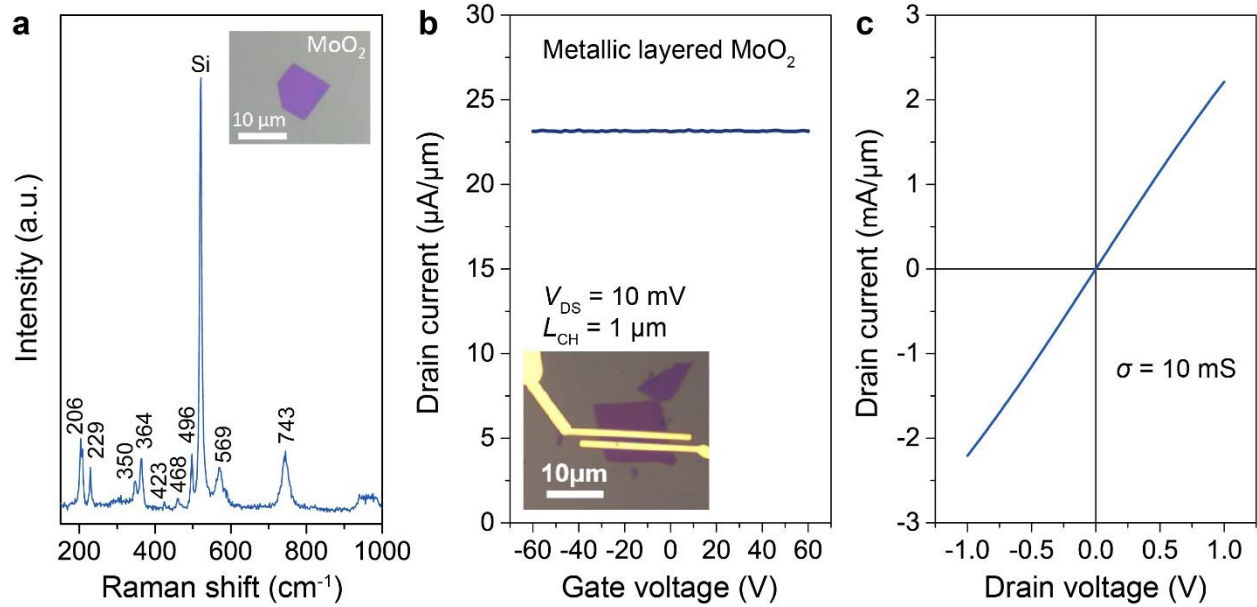 a
Intensity (a.u.)
Raman shift (cm⁻¹)
200
400
600
800
1000
206
229
350
364
423
468
496
Si
569
743
MoO₂
10 µm
b
Drain current (µA/µm)
30
25
20
15
10
5
0
Metallic layered MoO₂
V_DS = 10 mV
L_CH = 1 µm
10µm
-60
-40
-20
0
20
40
60
Gate voltage (V)
c
Drain current (mA/µm)
3
2
1
0
-1
-2
-3
σ = 10 mS
-1.0
-0.5
0.0
0.5
1.0
Drain voltage (V)